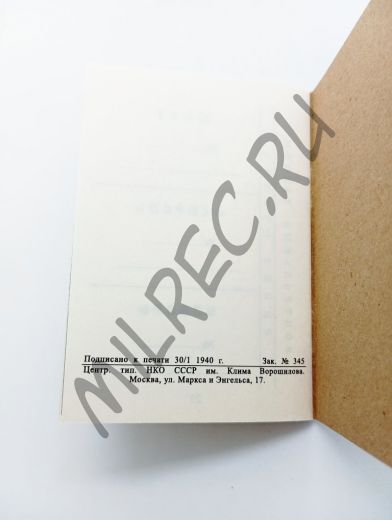 MILREC.RU
Подписано к печати 30/1 1940 г. Зак. № 345
Центр. тип. НКО СССР им. Клима Ворошилова.
Москва, ул. Маркса и Энгельса, 17.